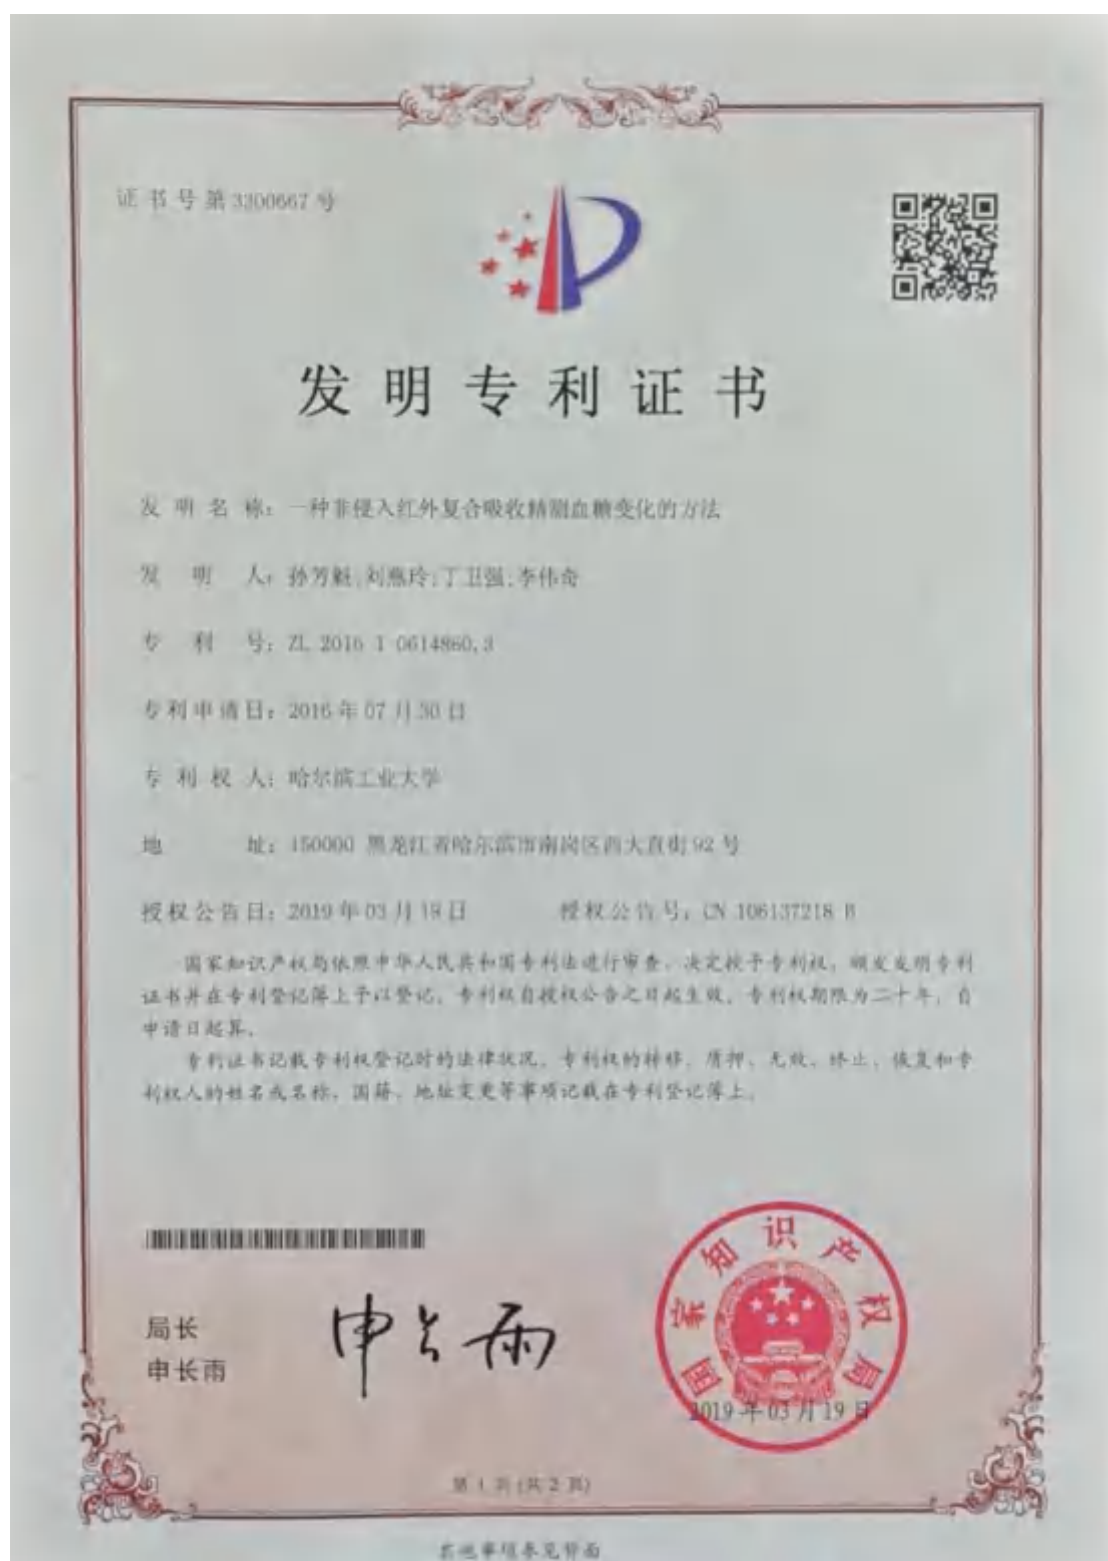 证书号第3300667号
发明专利证书
发明名称：一种非侵入红外复合吸收精测血糖变化的方法
发明人：孙芳魁;刘燕玲;丁卫强;李伟奇
专利号：ZL 2016 1 0614860.3
专利申请日：2016年07月30日
专利权人：哈尔滨工业大学
地址：150000 黑龙江省哈尔滨市南岗区西大直街92号
授权公告日：2019年03月19日 授权公告号：CN 106137218 B
国家知识产权局依照中华人民共和国专利法进行审查，决定授予专利权，颁发发明专利
证书并在专利登记簿上予以登记。专利权自授权公告之日起生效。专利权期限为二十年，自
申请日起算。
专利证书记载专利权登记时的法律状况。专利权的转移、质押、无效、终止、恢复和专
利权人的姓名或名称、国籍、地址变更等事项记载在专利登记簿上。
局长
申长雨
申长雨
国家知识产权局
2019年03月19日
第1页(共2页)
其他事项参见背面